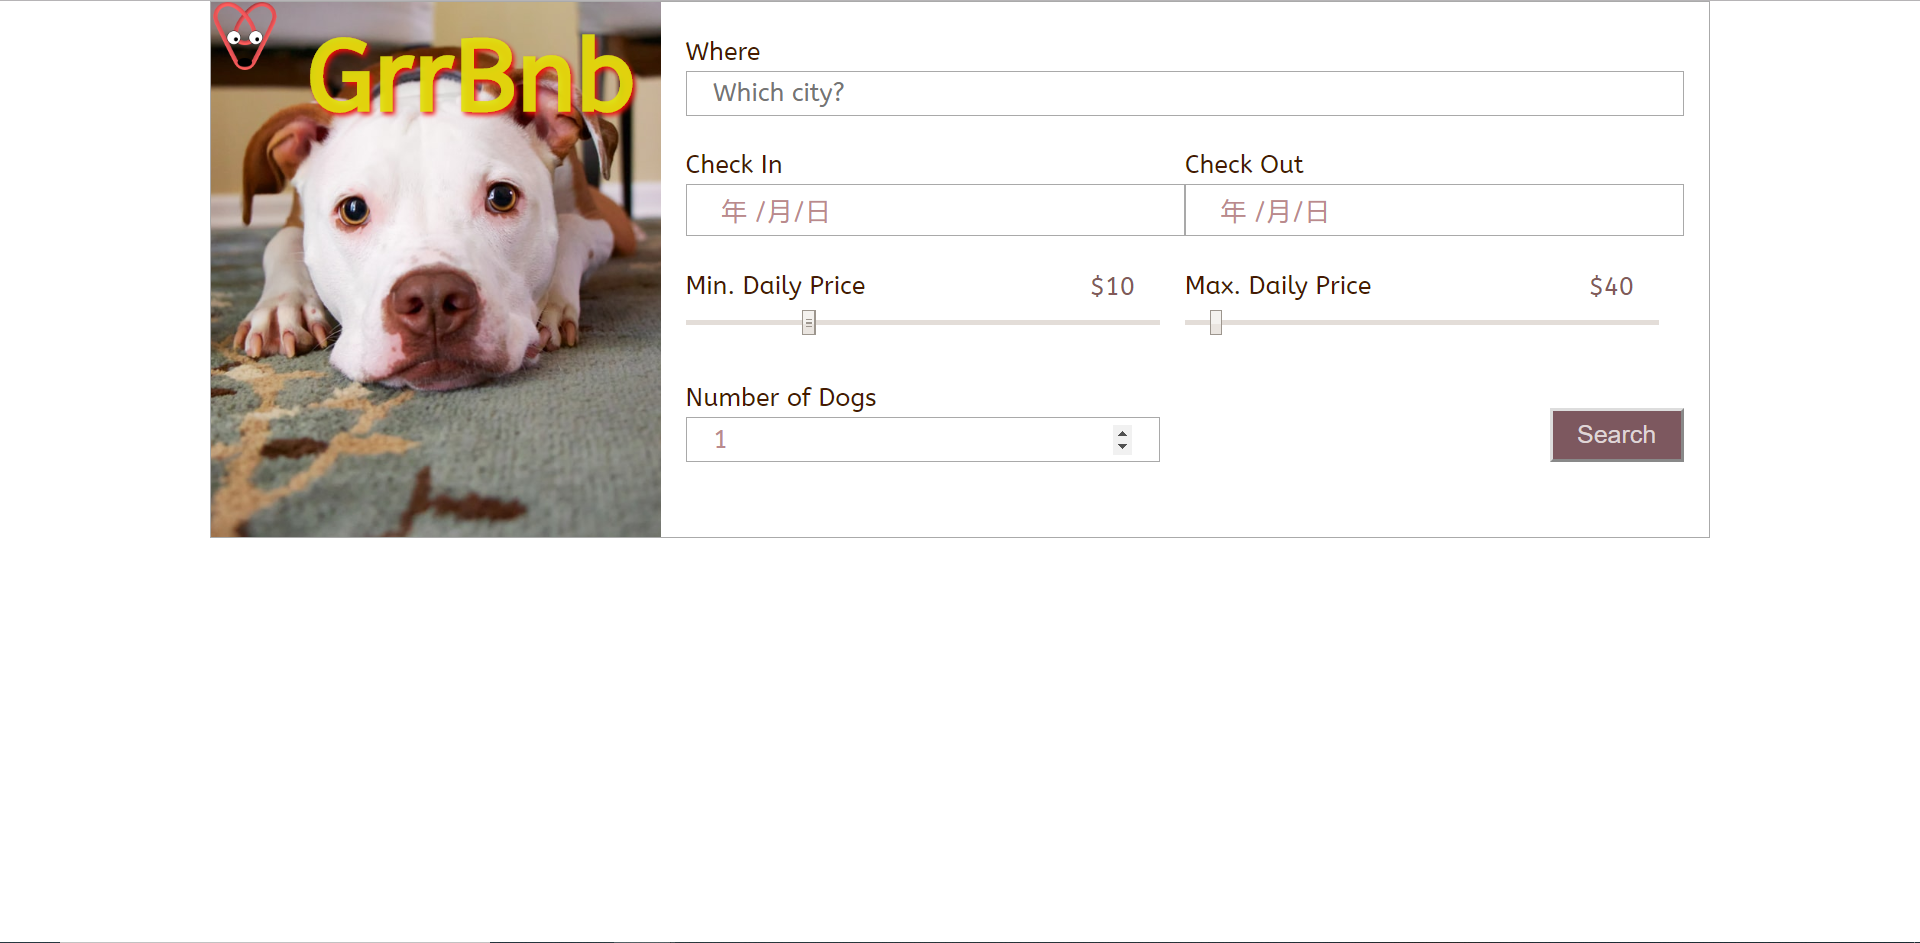 GrrBnb
Where
Which city?
Check In
Check Out
年 /月/日
年 /月/日
Min. Daily Price
$10
Max. Daily Price
$40
Number of Dogs
1
Search